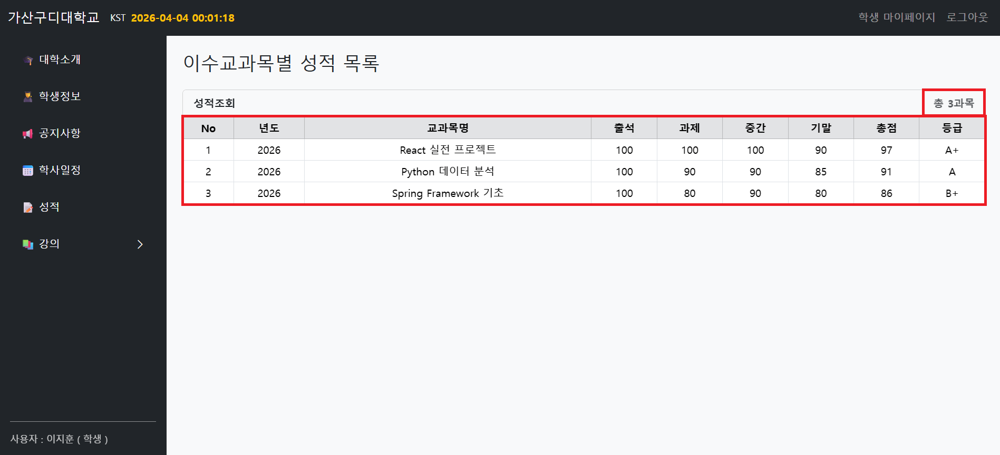 가산구디대학교 KST 2026-04-04 00:01:18 학생 마이페이지 로그아웃
대학소개
학생정보
공지사항
학사일정
성적
강의
사용자 : 이지훈 ( 학생 )
이수교과목별 성적 목록
성적조회 총 3과목
No 년도 교과목명 출석 과제 중간 기말 총점 등급
1 2026 React 실전 프로젝트 100 100 100 90 97 A+
2 2026 Python 데이터 분석 100 90 90 85 91 A
3 2026 Spring Framework 기초 100 80 90 80 86 B+